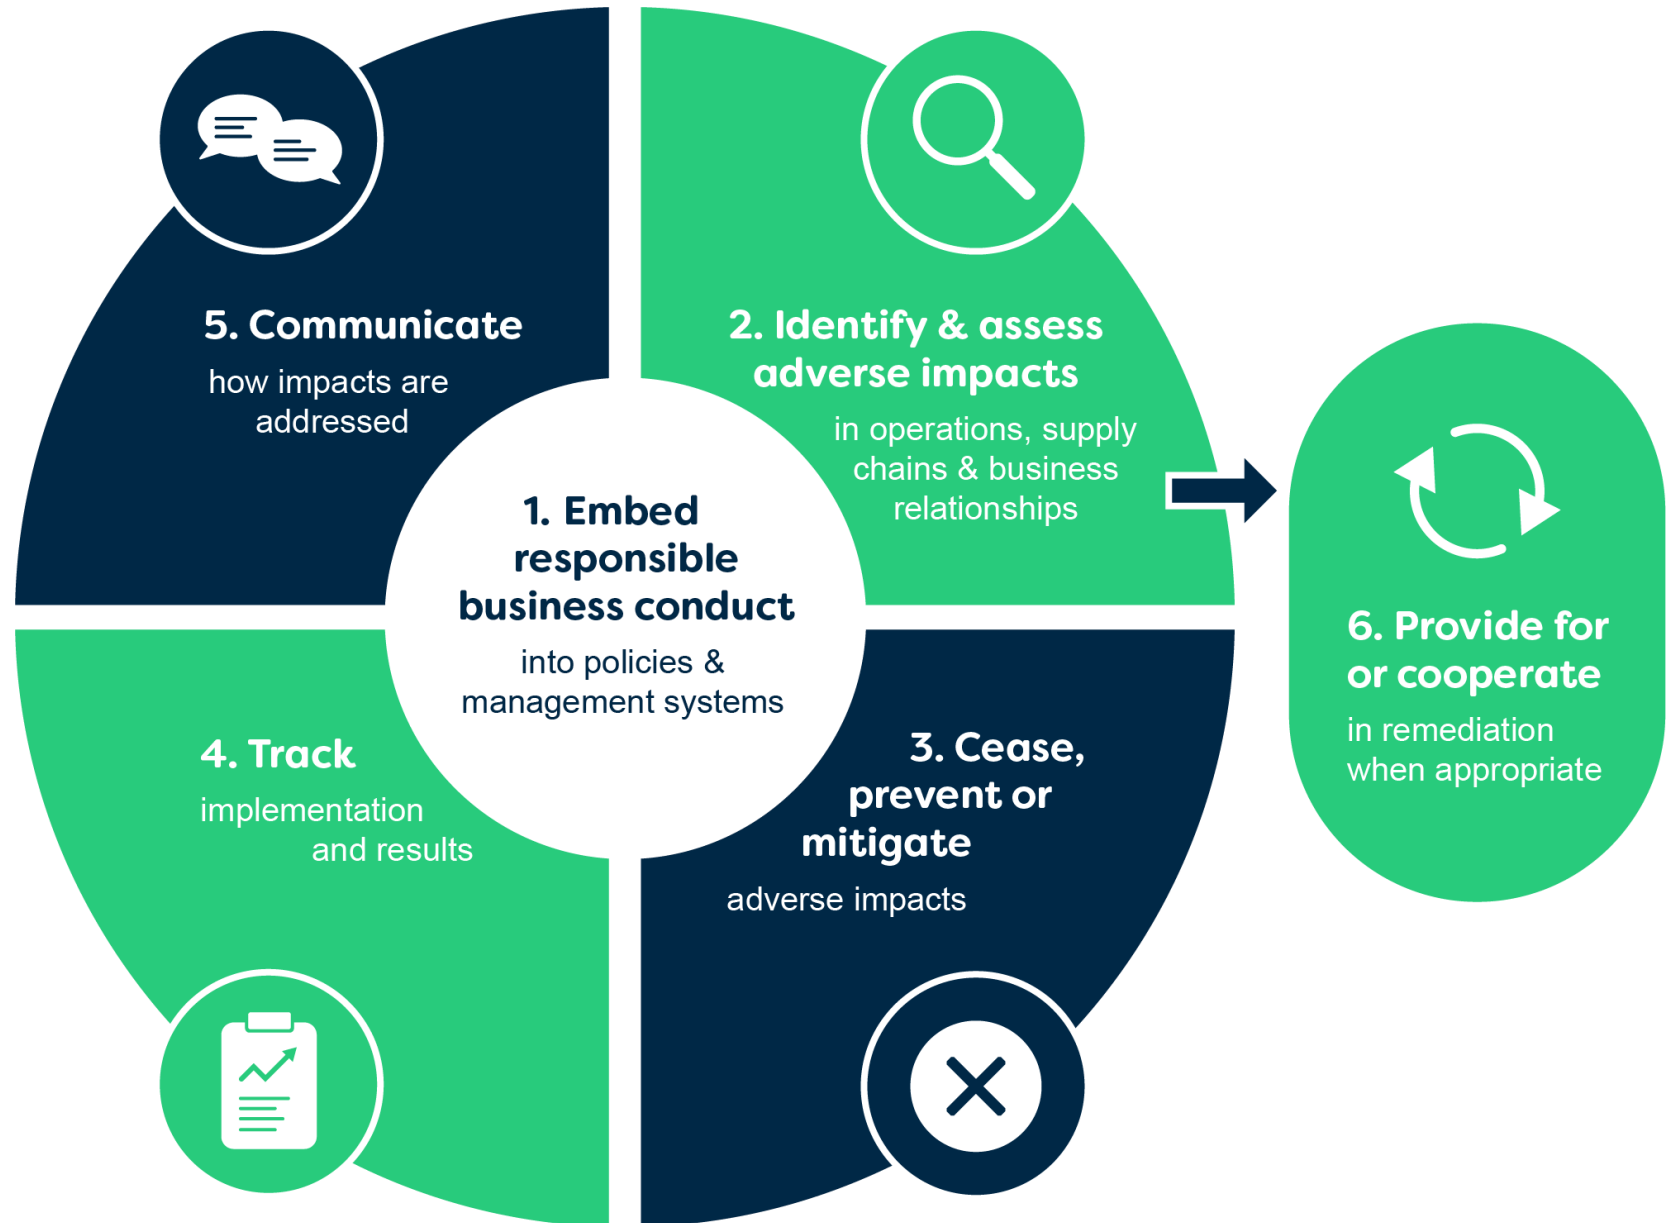 1. Embed
responsible
business conduct
into policies &
management systems
2. Identify & assess
adverse impacts
in operations, supply
chains & business
relationships
3. Cease,
prevent or
mitigate
adverse impacts
4. Track
implementation
and results
5. Communicate
how impacts are
addressed
6. Provide for
or cooperate
in remediation
when appropriate